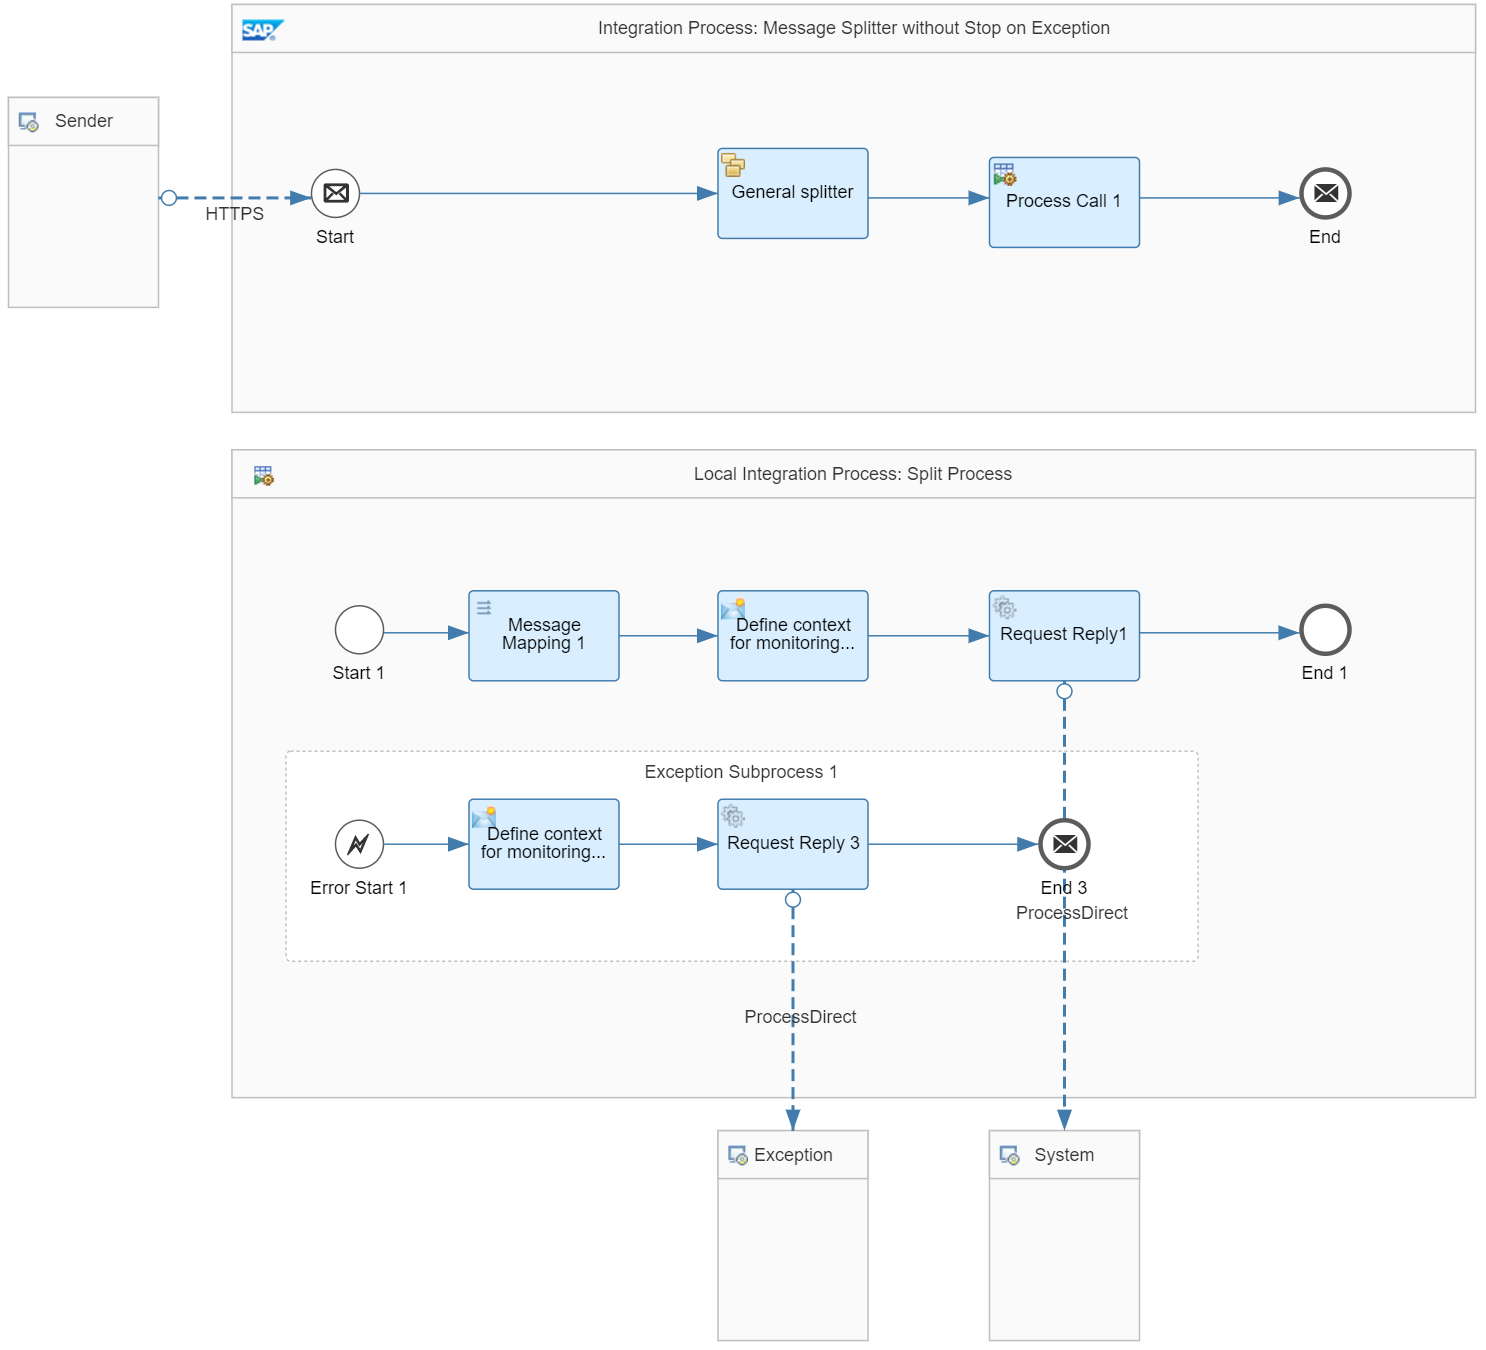 SAP
Integration Process: Message Splitter without Stop on Exception
Sender
HTTPS
Start
General splitter
Process Call 1
End
Local Integration Process: Split Process
Start 1
Message
Mapping 1
Define context
for monitoring...
Request Reply1
End 1
Exception Subprocess 1
Error Start 1
Define context
for monitoring...
Request Reply 3
End 3
ProcessDirect
ProcessDirect
Exception
System